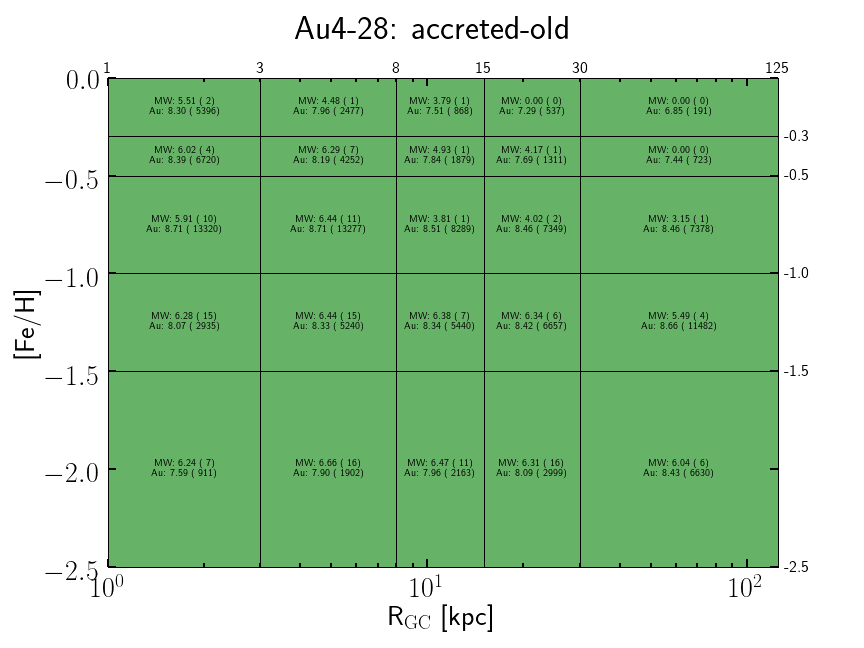 Au4-28: accreted-old
1 3 8 15 30 125
0.0
MW: 5.51 ( 2) MW: 4.48 ( 1) MW: 3.79 ( 1) MW: 0.00 ( 0) MW: 0.00 ( 0)
Au: 8.30 ( 5396) Au: 7.96 ( 2477) Au: 7.51 ( 868) Au: 7.29 ( 537) Au: 6.85 ( 191)
-0.3
MW: 6.02 ( 4) MW: 6.29 ( 7) MW: 4.93 ( 1) MW: 4.17 ( 1) MW: 0.00 ( 0)
Au: 8.39 ( 6720) Au: 8.19 ( 4252) Au: 7.84 ( 1879) Au: 7.69 ( 1311) Au: 7.44 ( 723)
−0.5 -0.5
MW: 5.91 ( 10) MW: 6.44 ( 11) MW: 3.81 ( 1) MW: 4.02 ( 2) MW: 3.15 ( 1)
Au: 8.71 ( 13320) Au: 8.71 ( 13277) Au: 8.51 ( 8289) Au: 8.46 ( 7349) Au: 8.46 ( 7378)
−1.0 -1.0
MW: 6.28 ( 15) MW: 6.44 ( 15) MW: 6.38 ( 7) MW: 6.34 ( 6) MW: 5.49 ( 4)
Au: 8.07 ( 2935) Au: 8.33 ( 5240) Au: 8.34 ( 5440) Au: 8.42 ( 6657) Au: 8.66 ( 11482)
[Fe/H]
−1.5 -1.5
MW: 6.24 ( 7) MW: 6.66 ( 16) MW: 6.47 ( 11) MW: 6.31 ( 16) MW: 6.04 ( 6)
Au: 7.59 ( 911) Au: 7.90 ( 1902) Au: 7.96 ( 2163) Au: 8.09 ( 2999) Au: 8.43 ( 6630)
−2.0
−2.5 -2.5
10⁰ 10¹ 10²
R_GC [kpc]